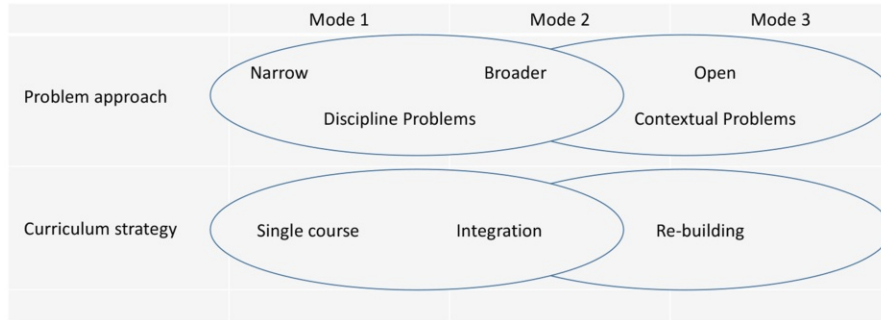 Mode 1 Mode 2 Mode 3
Problem approach
Narrow Broader Open
Discipline Problems Contextual Problems
Curriculum strategy
Single course Integration Re-building